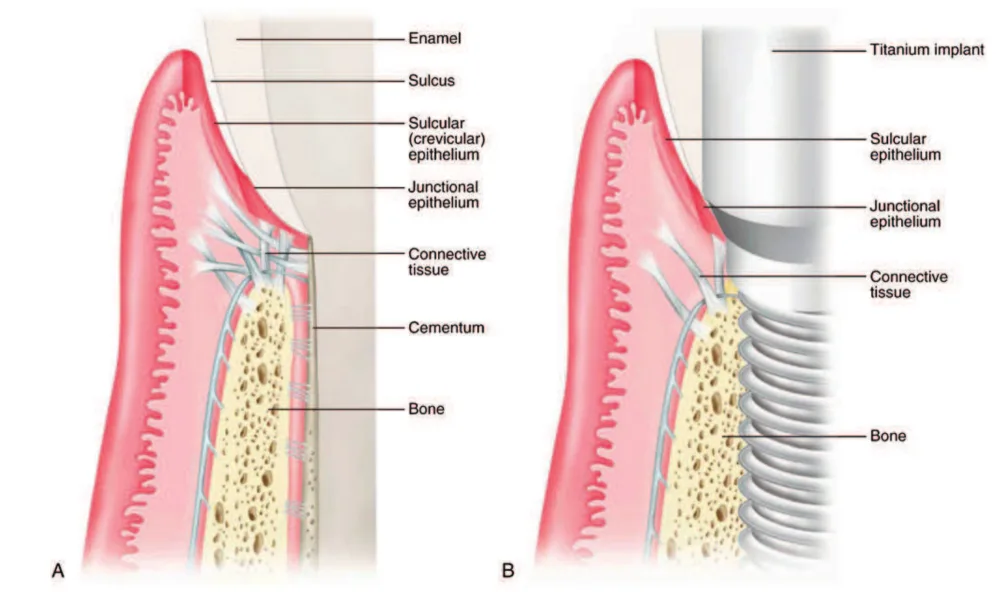 Enamel
Sulcus
Sulcular
(crevicular)
epithelium
Junctional
epithelium
Connective
tissue
Cementum
Bone
A
Titanium implant
Sulcular
epithelium
Junctional
epithelium
Connective
tissue
Bone
B